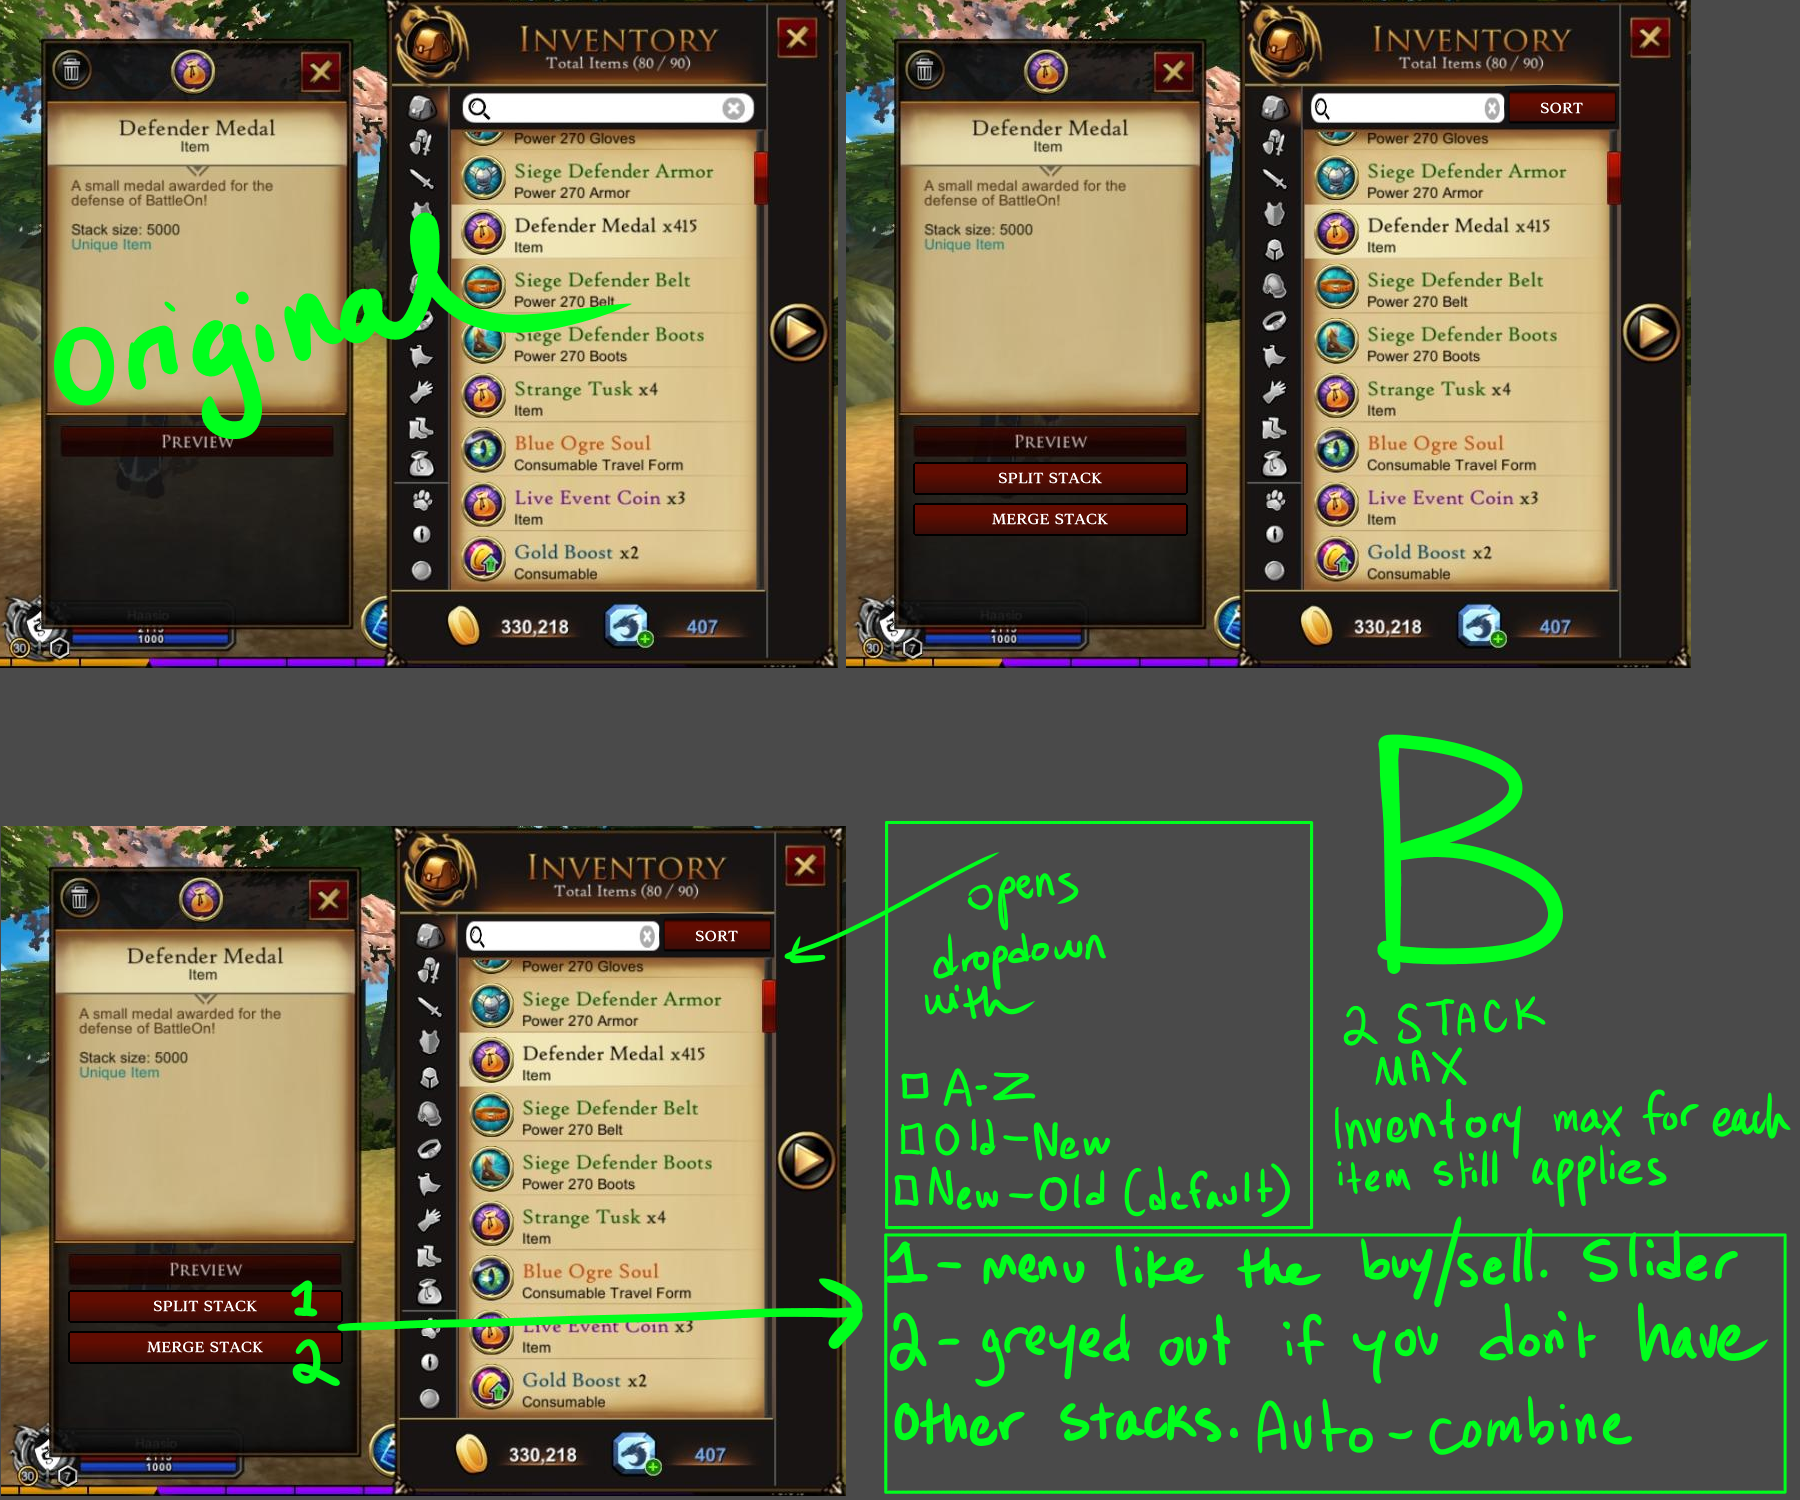 INVENTORY
Total Items (80 / 90)
Defender Medal
Item
A small medal awarded for the
defense of BattleOn!
Stack size: 5000
Unique Item
PREVIEW
Power 270 Gloves
Siege Defender Armor
Power 270 Armor
Defender Medal x415
Item
Siege Defender Belt
Power 270 Belt
Siege Defender Boots
Power 270 Boots
Strange Tusk x4
Item
Blue Ogre Soul
Consumable Travel Form
Live Event Coin x3
Item
Gold Boost x2
Consumable
Haasio
1000
30
7
330,218
407
Original
INVENTORY
Total Items (80 / 90)
Defender Medal
Item
A small medal awarded for the
defense of BattleOn!
Stack size: 5000
Unique Item
PREVIEW
SPLIT STACK
MERGE STACK
SORT
Power 270 Gloves
Siege Defender Armor
Power 270 Armor
Defender Medal x415
Item
Siege Defender Belt
Power 270 Belt
Siege Defender Boots
Power 270 Boots
Strange Tusk x4
Item
Blue Ogre Soul
Consumable Travel Form
Live Event Coin x3
Item
Gold Boost x2
Consumable
Haasio
1000
30
7
330,218
407
INVENTORY
Total Items (80 / 90)
Defender Medal
Item
A small medal awarded for the
defense of BattleOn!
Stack size: 5000
Unique Item
PREVIEW
SPLIT STACK 1
MERGE STACK 2
SORT
Power 270 Gloves
Siege Defender Armor
Power 270 Armor
Defender Medal x415
Item
Siege Defender Belt
Power 270 Belt
Siege Defender Boots
Power 270 Boots
Strange Tusk x4
Item
Blue Ogre Soul
Consumable Travel Form
Live Event Coin x3
Item
Gold Boost x2
Consumable
Haasio
1000
30
7
330,218
407
opens
dropdown
with
A-Z
Old-New
New-Old (default)
B
2 STACK
MAX
Inventory max for each
item still applies
1- menu like the buy/sell. Slider
2- greyed out if you don't have
other stacks. Auto-combine